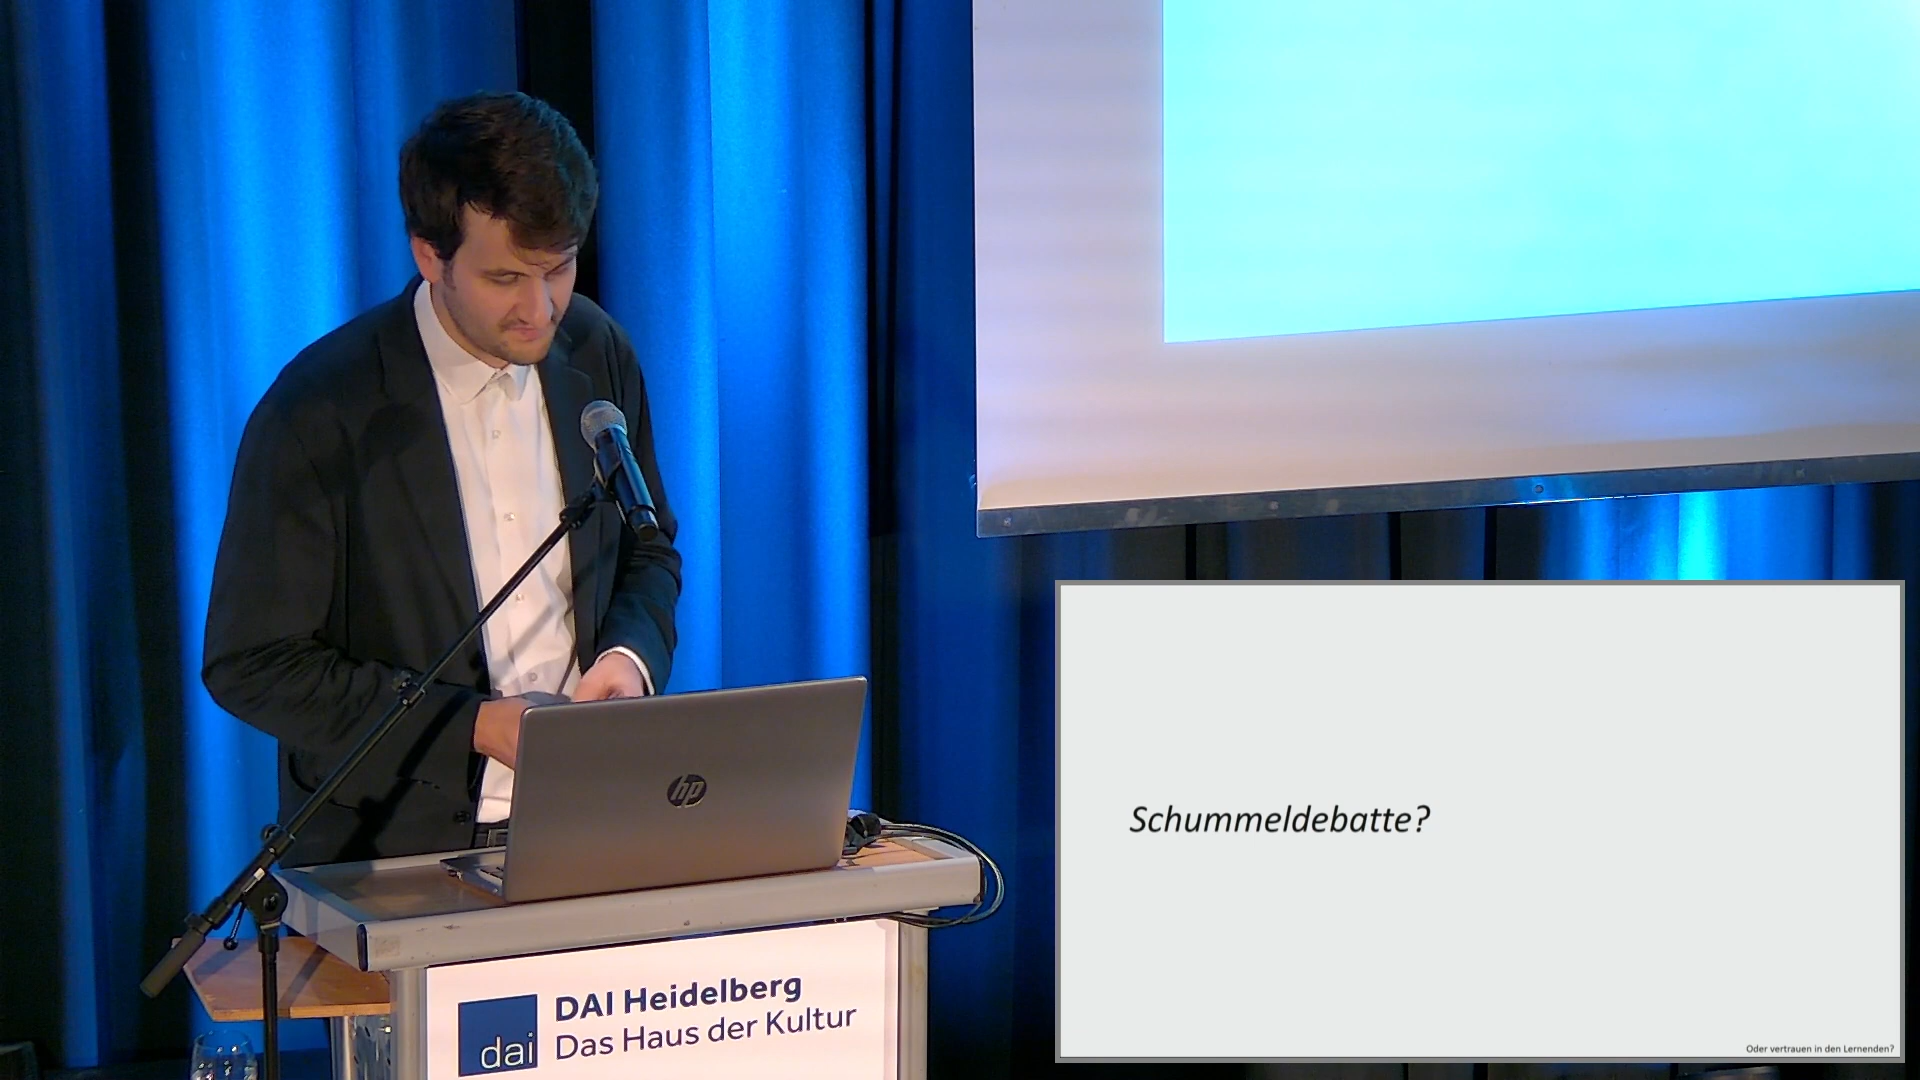 hp
DAI Heidelberg
Das Haus der Kultur
dai
Schummeldebatte?
Oder vertrauen in den Lernenden?